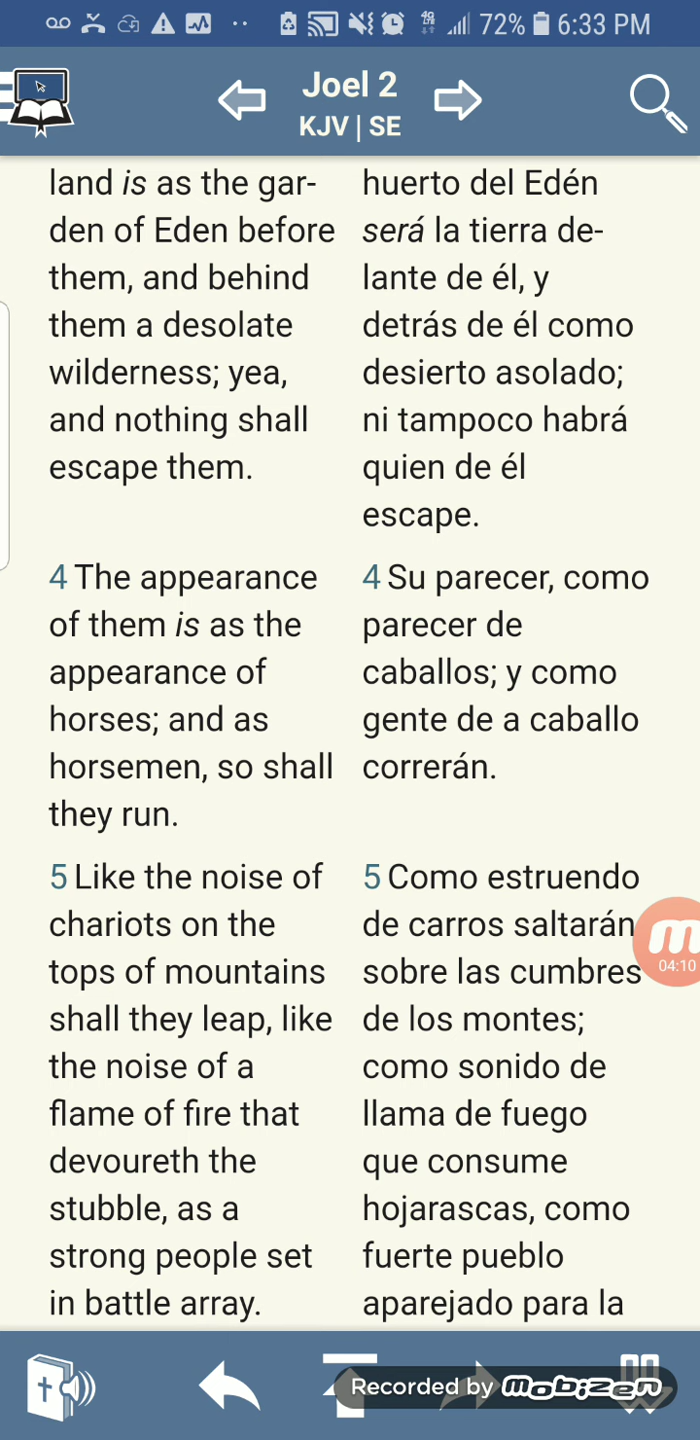 72% 6:33 PM
Joel 2
KJV | SE
land is as the gar-
den of Eden before
them, and behind
them a desolate
wilderness; yea,
and nothing shall
escape them.
4 The appearance
of them is as the
appearance of
horses; and as
horsemen, so shall
they run.
5 Like the noise of
chariots on the
tops of mountains
shall they leap, like
the noise of a
flame of fire that
devoureth the
stubble, as a
strong people set
in battle array.
huerto del Edén
será la tierra de-
lante de él, y
detrás de él como
desierto asolado;
ni tampoco habrá
quien de él
escape.
4 Su parecer, como
parecer de
caballos; y como
gente de a caballo
correrán.
5 Como estruendo
de carros saltarán
sobre las cumbres
de los montes;
como sonido de
llama de fuego
que consume
hojarascas, como
fuerte pueblo
aparejado para la
m
04:10
Recorded by mobizen